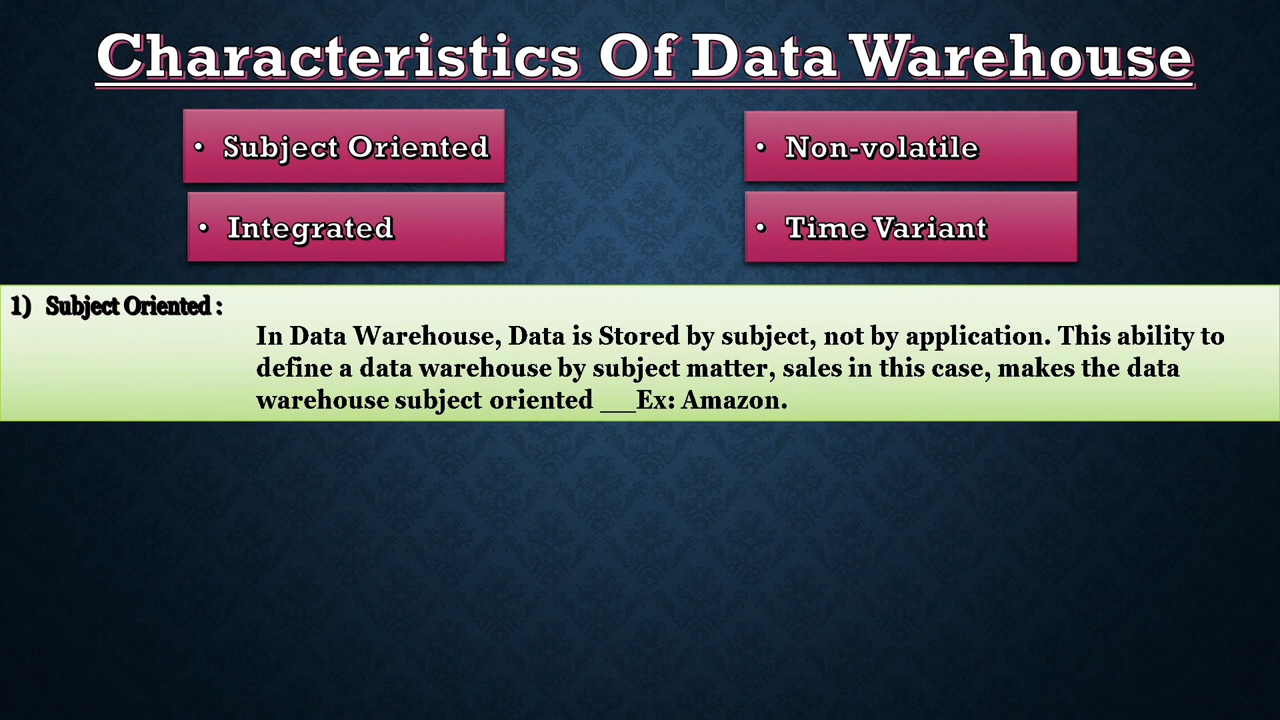 Characteristics Of Data Warehouse
• Subject Oriented
• Integrated
• Non-volatile
• Time Variant
1) Subject Oriented :
In Data Warehouse, Data is Stored by subject, not by application. This ability to
define a data warehouse by subject matter, sales in this case, makes the data
warehouse subject oriented __Ex: Amazon.